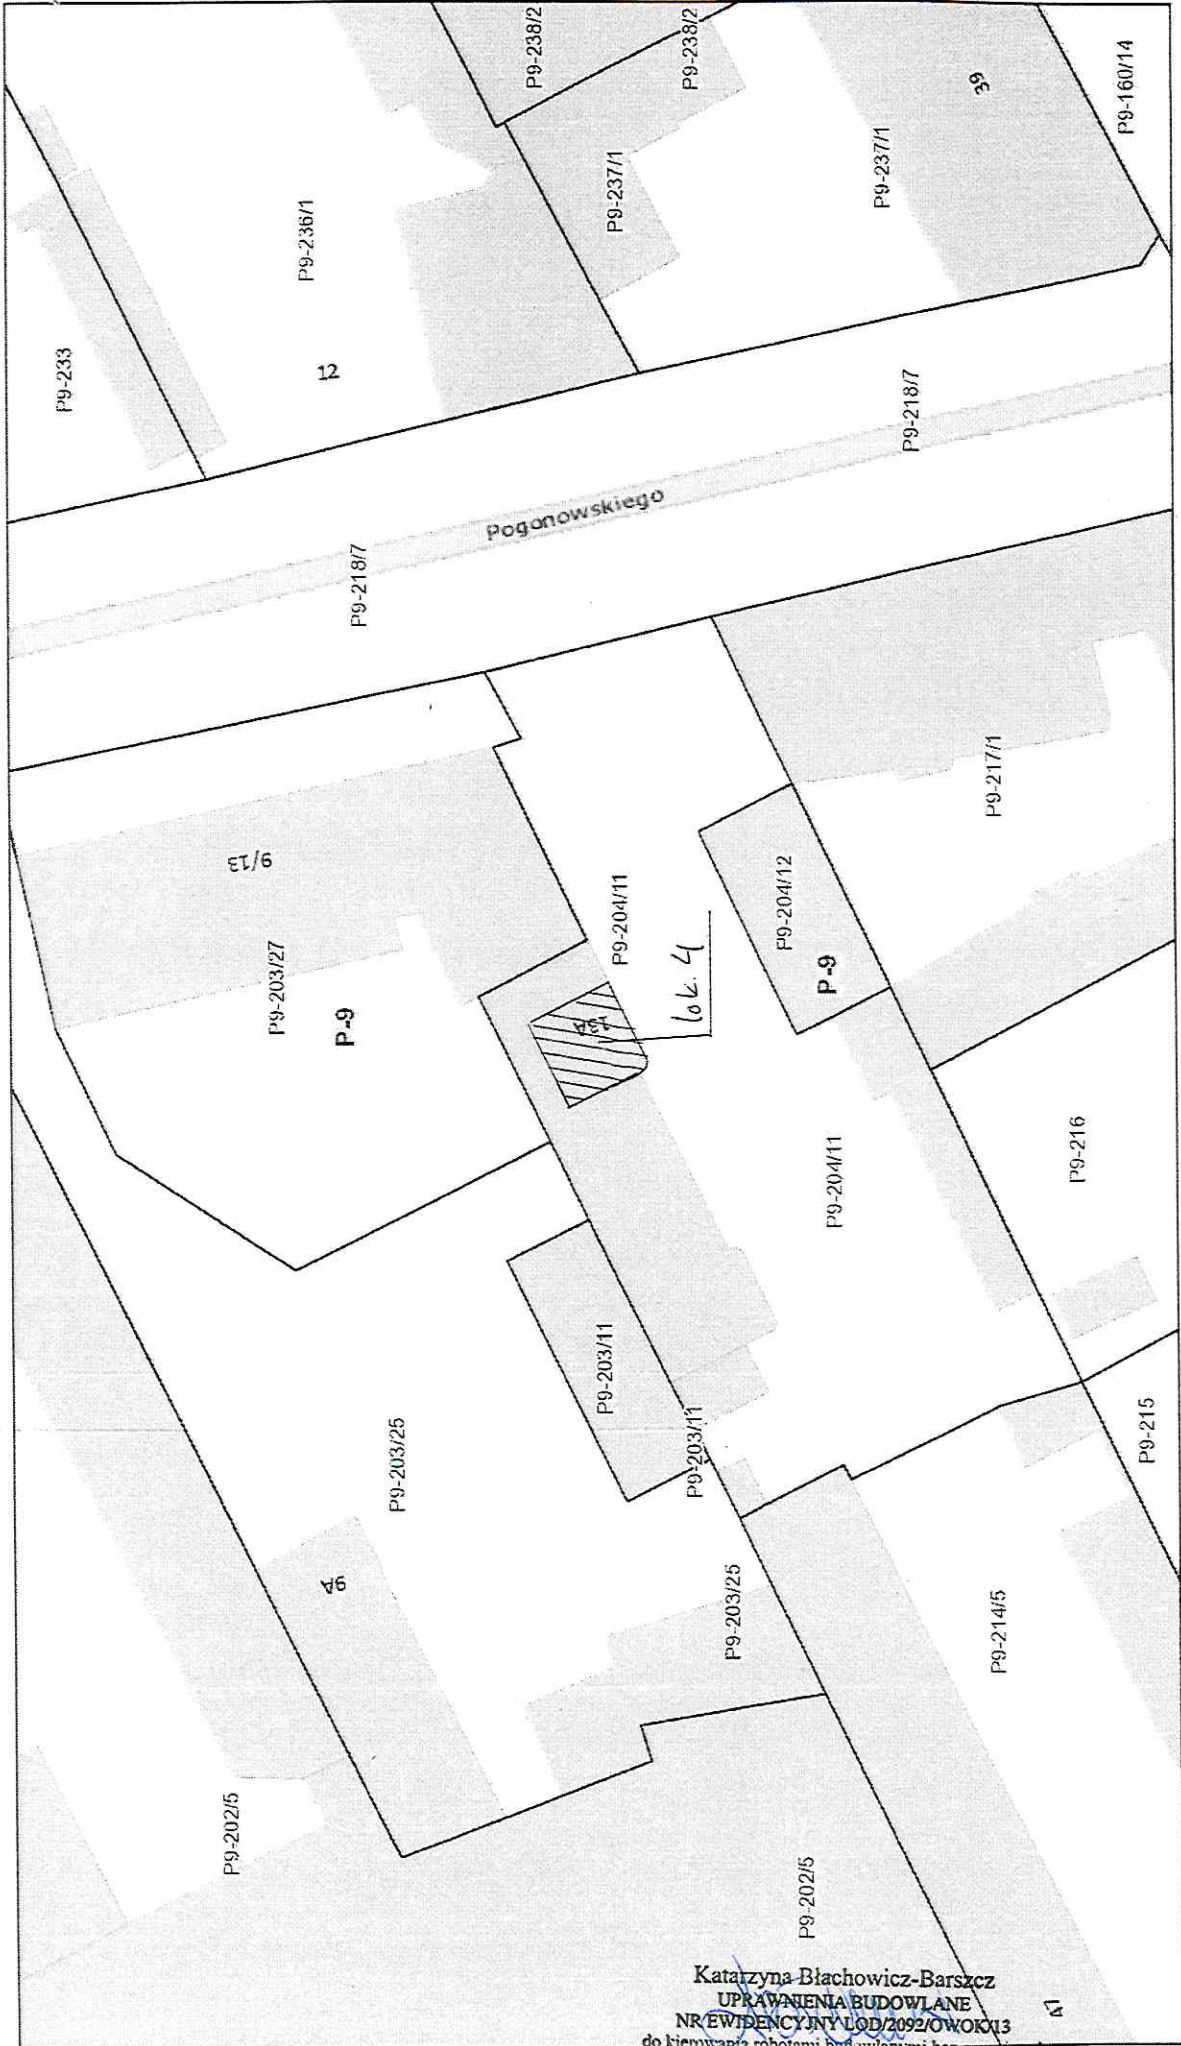 P9-238/2
P9-238/2
P9-160/14
39
P9-237/1
P9-237/1
P9-236/1
P9-233
12
P9-218/7
Pogonowskiego
P9-218/7
P9-217/1
9/13
P9-204/12
P9-204/11
P9-203/27
P-9
P-9
lok. 4
13A
P9-216
P9-204/11
P9-203/11
P9-203/11
P9-203/25
P9-215
9A
P9-203/25
P9-214/5
P9-202/5
P9-202/5
41
Katarzyna Błachowicz-Barszcz
UPRAWNIENIA BUDOWLANE
NR EWIDENCYJNY LOD/2092/OWOK/13
do kierowania robotami budowlanymi